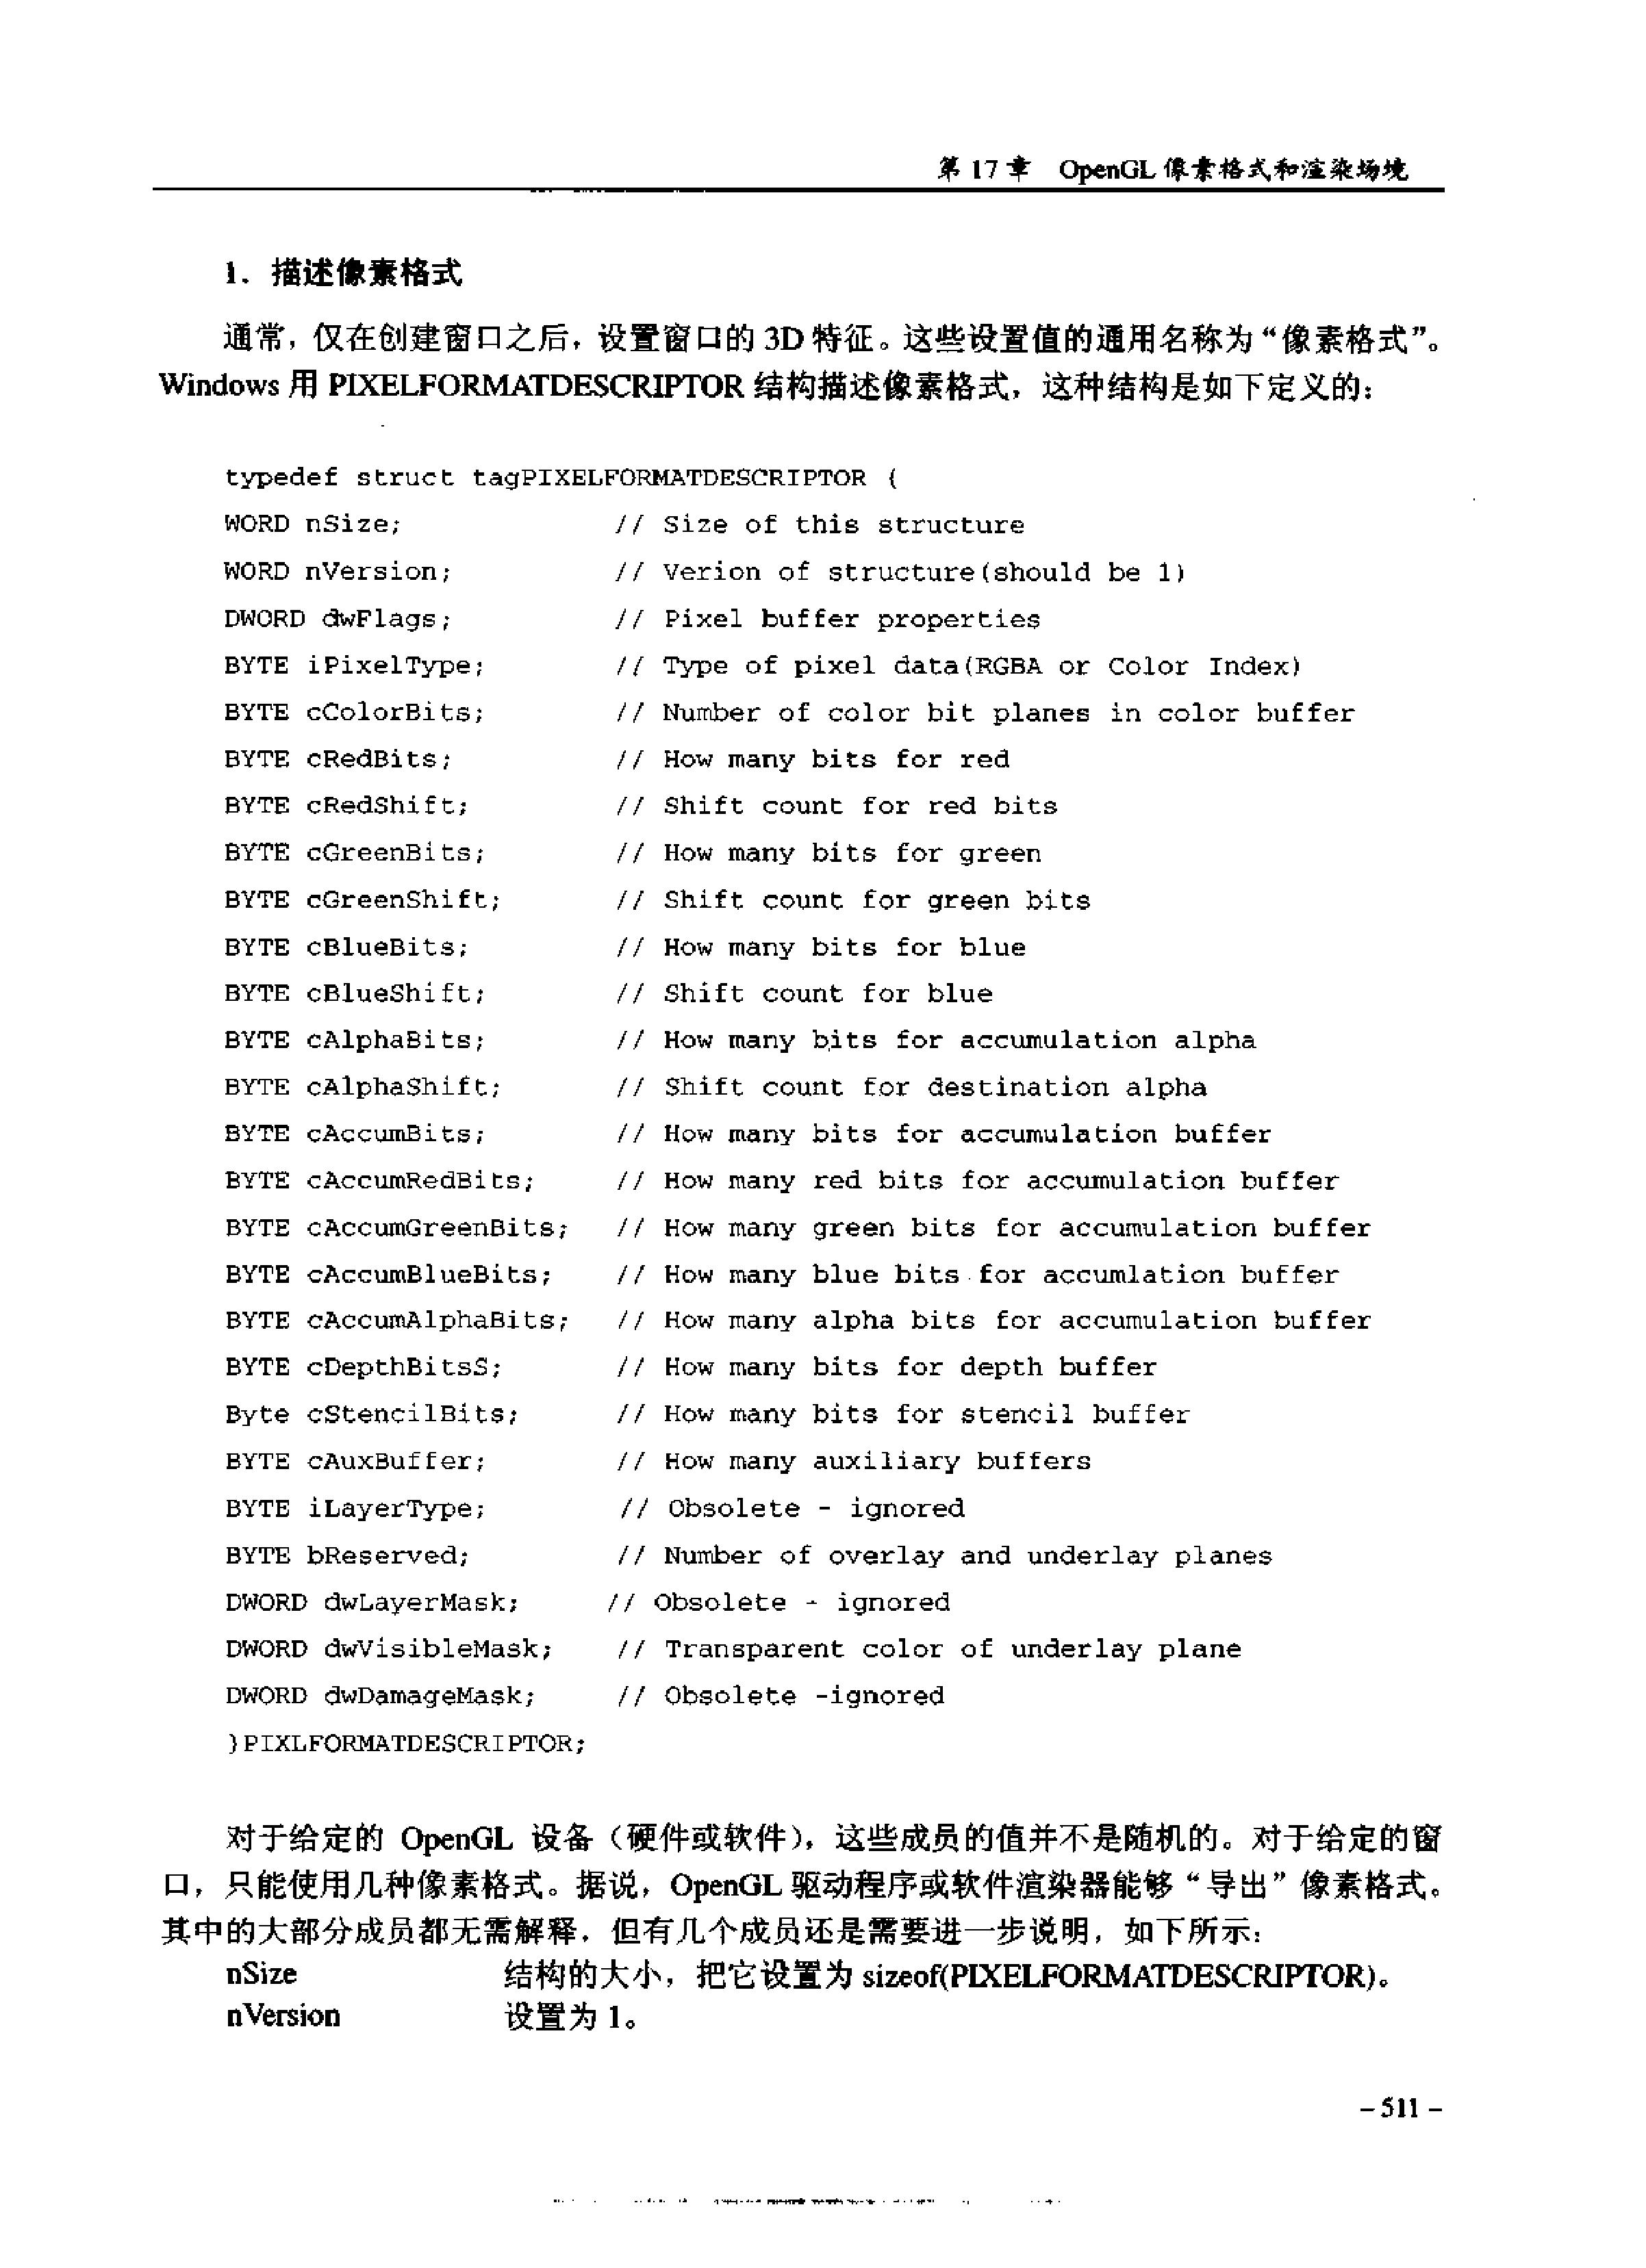 第 17 章 OpenGL 像素格式和渲染场境
1. 描述像素格式
通常，仅在创建窗口之后，设置窗口的 3D 特征。这些设置值的通用名称为“像素格式”。
Windows 用 PIXELFORMATDESCRIPTOR 结构描述像素格式，这种结构是如下定义的：
typedef struct tagPIXELFORMATDESCRIPTOR {
WORD nSize; // Size of this structure
WORD nVersion; // Verion of structure(should be 1)
DWORD dwFlags; // Pixel buffer properties
BYTE iPixelType; // Type of pixel data(RGBA or Color Index)
BYTE cColorBits; // Number of color bit planes in color buffer
BYTE cRedBits; // How many bits for red
BYTE cRedShift; // Shift count for red bits
BYTE cGreenBits; // How many bits for green
BYTE cGreenShift; // Shift count for green bits
BYTE cBlueBits; // How many bits for blue
BYTE cBlueShift; // Shift count for blue
BYTE cAlphaBits; // How many bits for accumulation alpha
BYTE cAlphaShift; // Shift count for destination alpha
BYTE cAccumBits; // How many bits for accumulation buffer
BYTE cAccumRedBits; // How many red bits for accumulation buffer
BYTE cAccumGreenBits; // How many green bits for accumulation buffer
BYTE cAccumBlueBits; // How many blue bits for accumlation buffer
BYTE cAccumAlphaBits; // How many alpha bits for accumulation buffer
BYTE cDepthBitsS; // How many bits for depth buffer
Byte cStencilBits; // How many bits for stencil buffer
BYTE cAuxBuffer; // How many auxiliary buffers
BYTE iLayerType; // Obsolete - ignored
BYTE bReserved; // Number of overlay and underlay planes
DWORD dwLayerMask; // Obsolete - ignored
DWORD dwVisibleMask; // Transparent color of underlay plane
DWORD dwDamageMask; // Obsolete -ignored
}PIXLFORMATDESCRIPTOR;
对于给定的 OpenGL 设备（硬件或软件），这些成员的值并不是随机的。对于给定的窗
口，只能使用几种像素格式。据说，OpenGL 驱动程序或软件渲染器能够“导出”像素格式。
其中的大部分成员都无需解释，但有几个成员还是需要进一步说明，如下所示：
nSize 结构的大小，把它设置为 sizeof(PIXELFORMATDESCRIPTOR)。
nVersion 设置为 1。
- 511 -